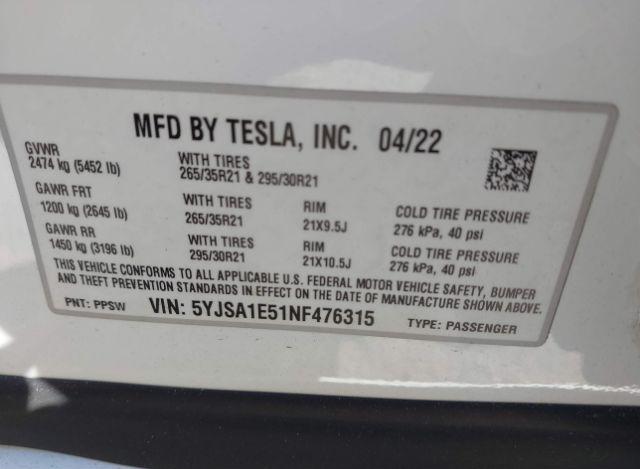 MFD BY TESLA, INC. 04/22
GVWR
2474 kg (5452 lb)
WITH TIRES
265/35R21 & 295/30R21
GAWR FRT
1200 kg (2645 lb)
WITH TIRES
265/35R21
RIM
21X9.5J
COLD TIRE PRESSURE
276 kPa, 40 psi
GAWR RR
1450 kg (3196 lb)
WITH TIRES
295/30R21
RIM
21X10.5J
COLD TIRE PRESSURE
276 kPa, 40 psi
THIS VEHICLE CONFORMS TO ALL APPLICABLE U.S. FEDERAL MOTOR VEHICLE SAFETY, BUMPER
AND THEFT PREVENTION STANDARDS IN EFFECT ON THE DATE OF MANUFACTURE SHOWN ABOVE.
PNT: PPSW VIN: 5YJSA1E51NF476315 TYPE: PASSENGER